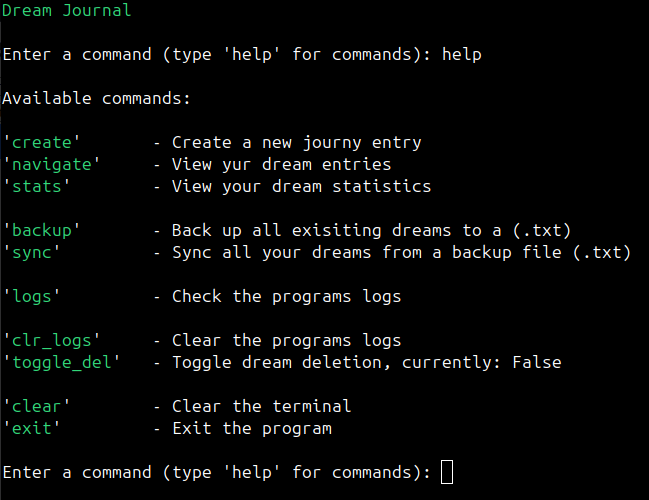 Dream Journal
Enter a command (type 'help' for commands): help
Available commands:
'create' - Create a new journy entry
'navigate' - View yur dream entries
'stats' - View your dream statistics
'backup' - Back up all exisiting dreams to a (.txt)
'sync' - Sync all your dreams from a backup file (.txt)
'logs' - Check the programs logs
'clr_logs' - Clear the programs logs
'toggle_del' - Toggle dream deletion, currently: False
'clear' - Clear the terminal
'exit' - Exit the program
Enter a command (type 'help' for commands):